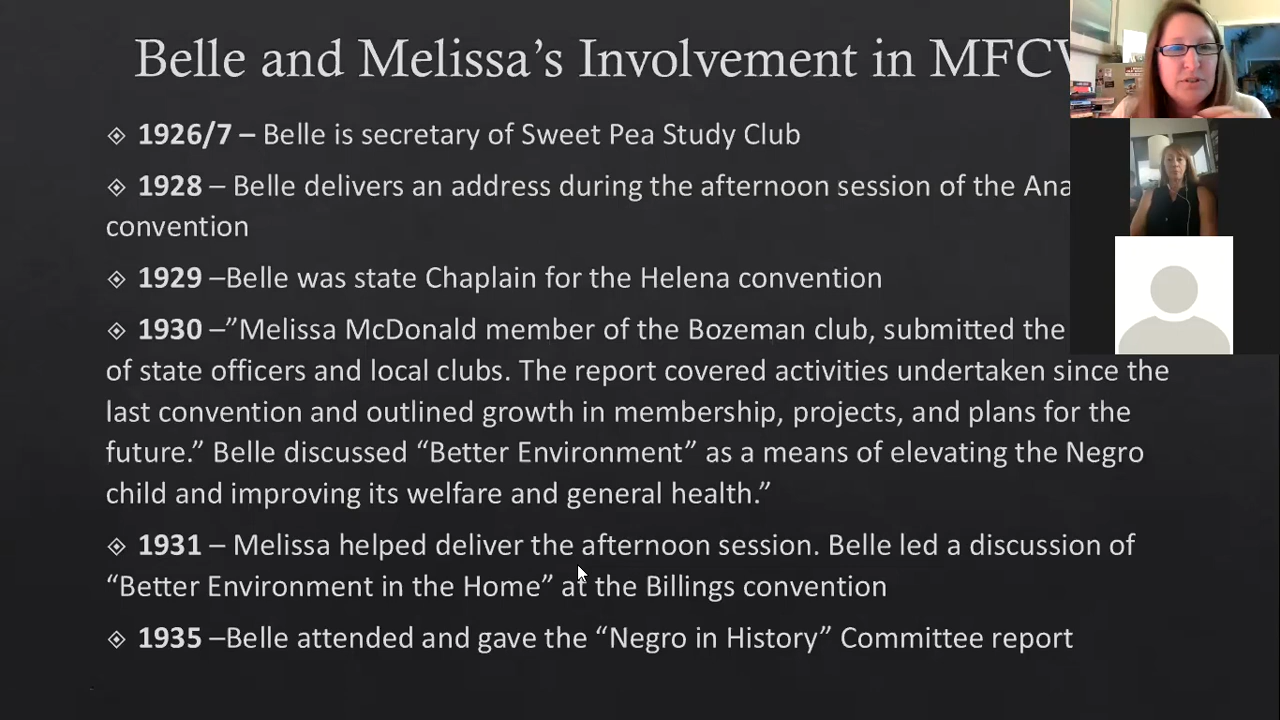 Belle and Melissa’s Involvement in MFC
1926/7 – Belle is secretary of Sweet Pea Study Club
1928 – Belle delivers an address during the afternoon session of the
convention
1929 –Belle was state Chaplain for the Helena convention
1930 –”Melissa McDonald member of the Bozeman club, submitted the
of state officers and local clubs. The report covered activities undertaken since the
last convention and outlined growth in membership, projects, and plans for the
future.” Belle discussed “Better Environment” as a means of elevating the Negro
child and improving its welfare and general health.”
1931 – Melissa helped deliver the afternoon session. Belle led a discussion of
“Better Environment in the Home” at the Billings convention
1935 –Belle attended and gave the “Negro in History” Committee report